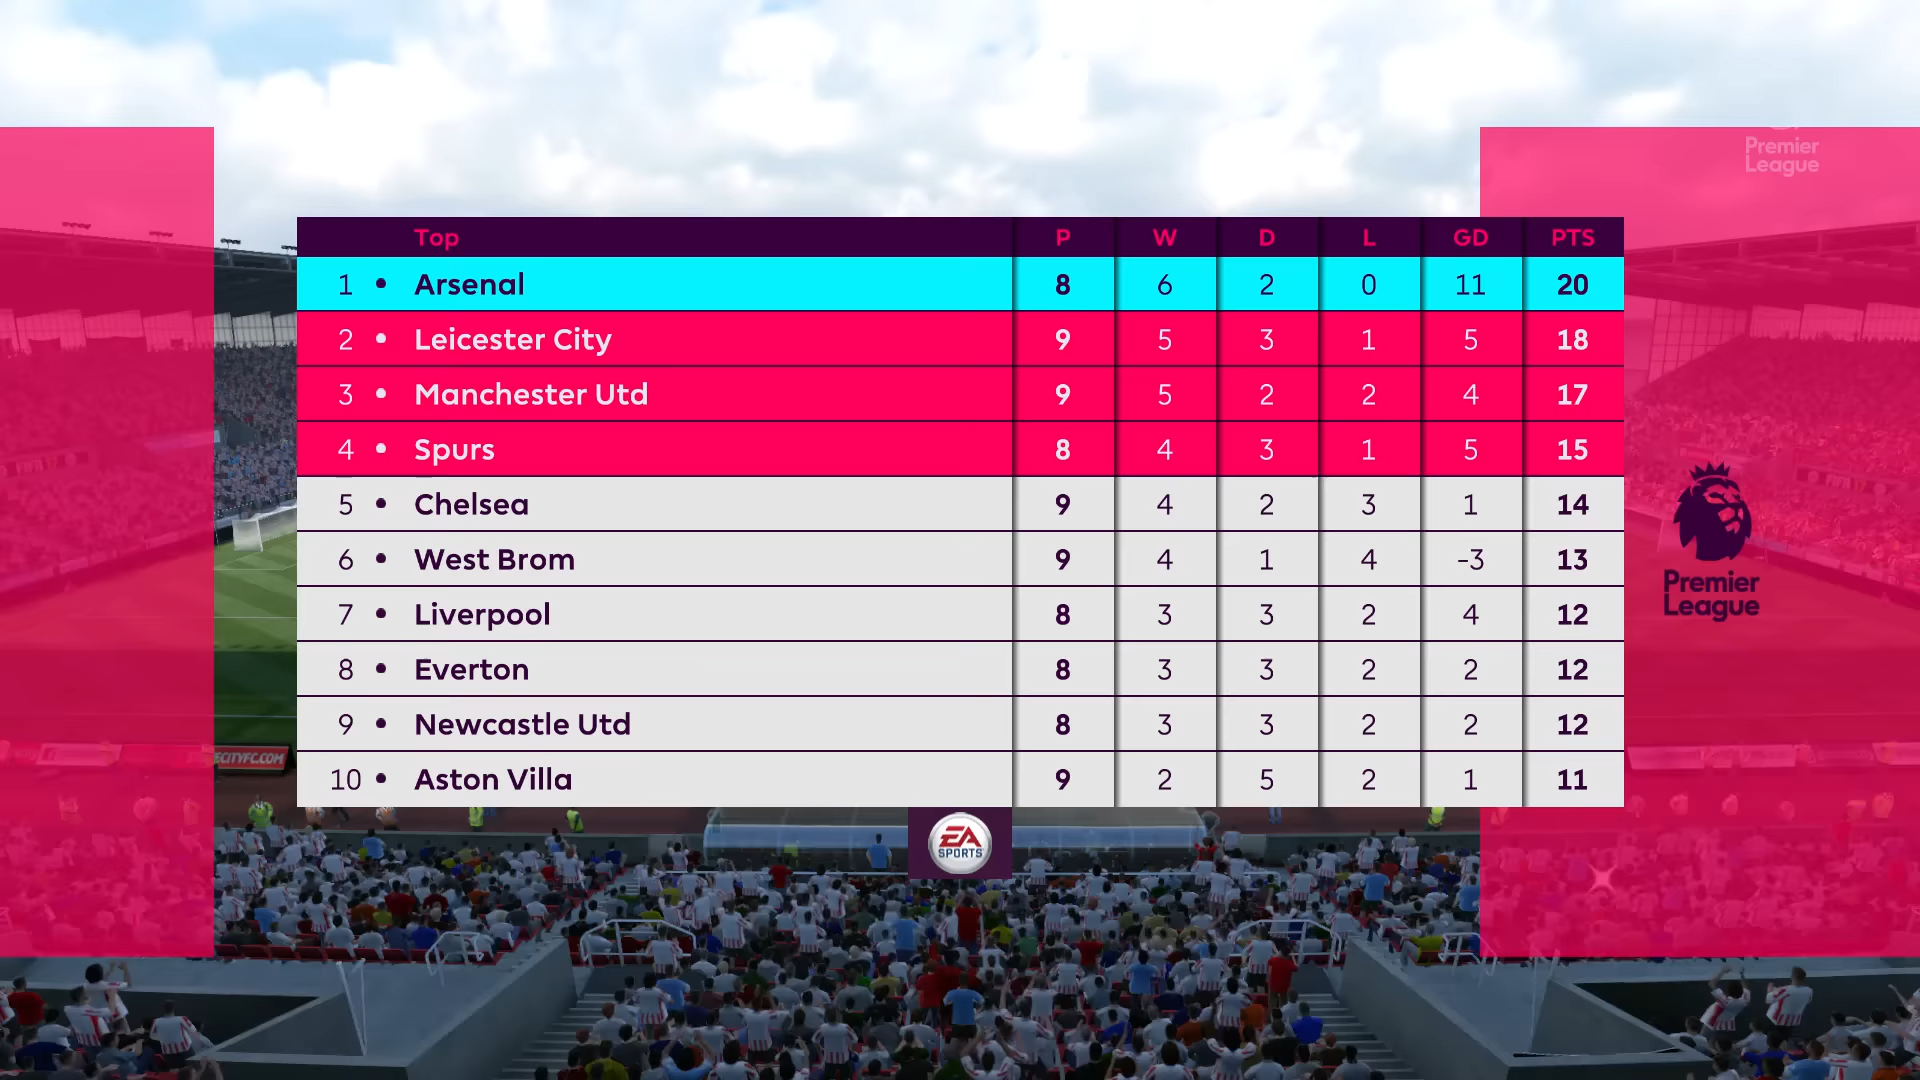 Premier
League
Top P W D L GD PTS
1 • Arsenal 8 6 2 0 11 20
2 • Leicester City 9 5 3 1 5 18
3 • Manchester Utd 9 5 2 2 4 17
4 • Spurs 8 4 3 1 5 15
5 • Chelsea 9 4 2 3 1 14
6 • West Brom 9 4 1 4 -3 13
7 • Liverpool 8 3 3 2 4 12
8 • Everton 8 3 3 2 2 12
9 • Newcastle Utd 8 3 3 2 2 12
10 • Aston Villa 9 2 5 2 1 11
Premier
League
ECITYFC.COM
EA
SPORTS